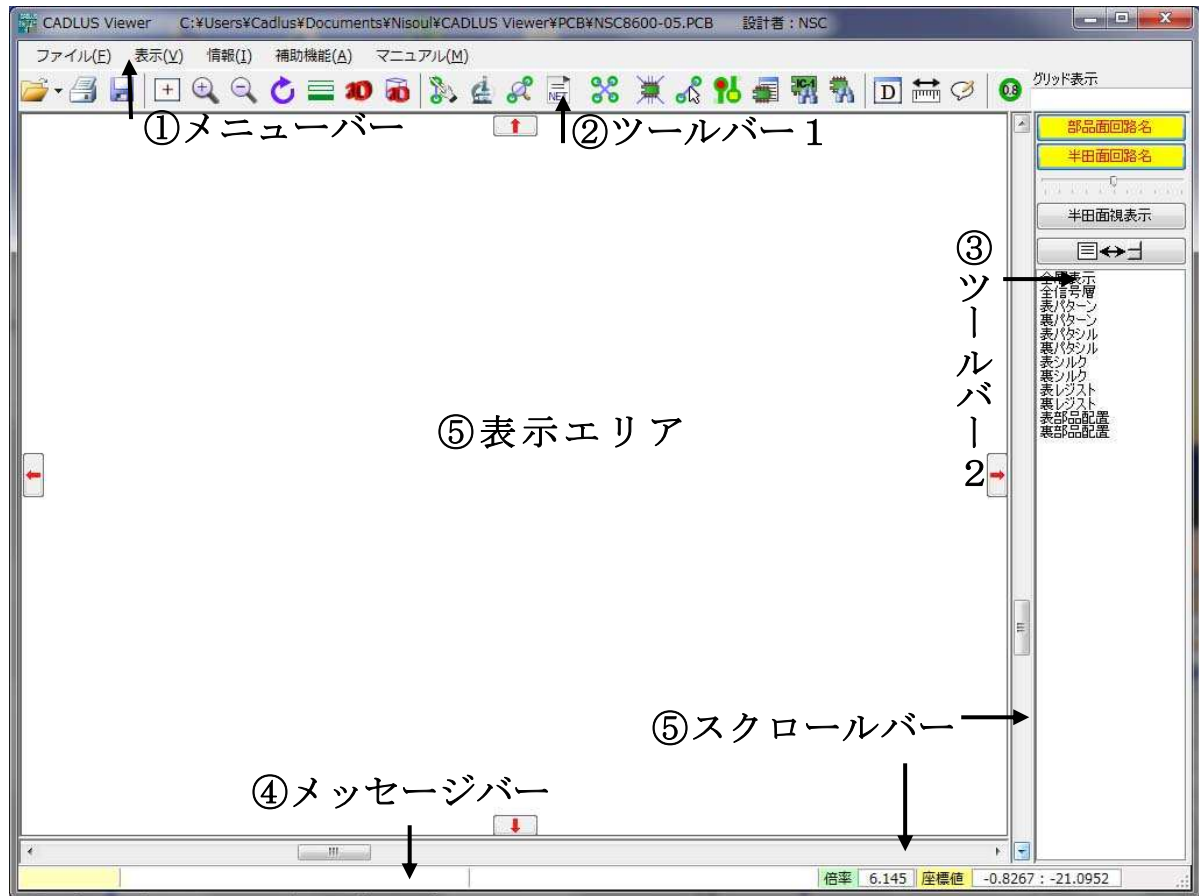 CADLUS Viewer C:¥Users¥Cadlus¥Documents¥Nisoul¥CADLUS Viewer¥PCB¥NSC8600-05.PCB 設計者：NSC
ファイル(F) 表示(V) 情報(I) 補助機能(A) マニュアル(M)
グリッド表示
3D 3D NET IC-1 D 0.8
①メニューバー
②ツールバー１
部品面回路名
半田面回路名
半田面視表示
③ツールバー２
全層表示
全信号層
表パターン
裏パターン
表パタシル
裏パタシル
表シルク
裏シルク
表レジスト
裏レジスト
表部品配置
裏部品配置
⑤表示エリア
⑤スクロールバー
④メッセージバー
倍率 6.145 座標値 -0.8267 : -21.0952